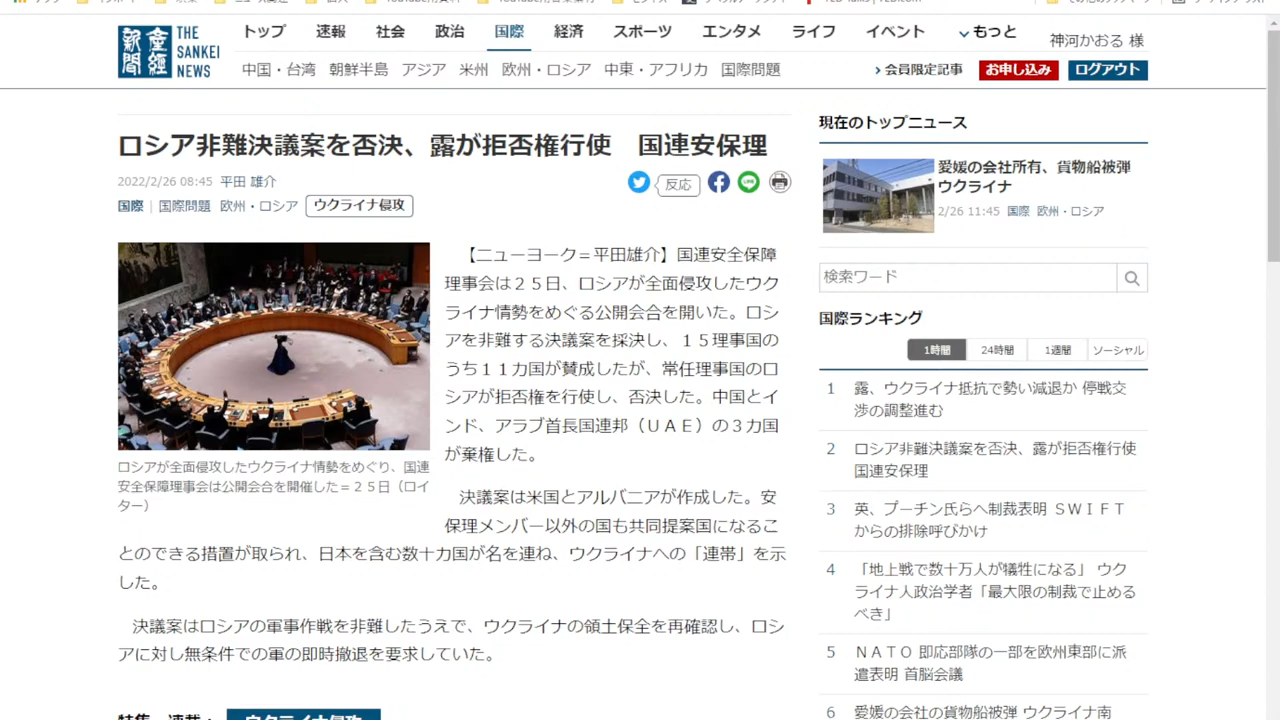 産経新聞
THE SANKEI NEWS
トップ 速報 社会 政治 国際 経済 スポーツ エンタメ ライフ イベント もっと
神河かおる 様
中国・台湾 朝鮮半島 アジア 米州 欧州・ロシア 中東・アフリカ 国際問題
会員限定記事 お申し込み ログアウト
ロシア非難決議案を否決、露が拒否権行使　国連安保理
2022/2/26 08:45 平田 雄介
反応
国際 | 国際問題 欧州・ロシア ウクライナ侵攻
ロシアが全面侵攻したウクライナ情勢をめぐり、国連
安全保障理事会は公開会合を開催した＝２５日（ロイ
ター）
【ニューヨーク＝平田雄介】国連安全保障
理事会は２５日、ロシアが全面侵攻したウク
ライナ情勢をめぐる公開会合を開いた。ロシ
アを非難する決議案を採決し、１５理事国の
うち１１カ国が賛成したが、常任理事国のロ
シアが拒否権を行使し、否決した。中国とイ
ンド、アラブ首長国連邦（ＵＡＥ）の３カ国
が棄権した。
決議案は米国とアルバニアが作成した。安
保理メンバー以外の国も共同提案国になるこ
とのできる措置が取られ、日本を含む数十カ国が名を連ね、ウクライナへの「連帯」を示
した。
決議案はロシアの軍事作戦を非難したうえで、ウクライナの領土保全を再確認し、ロシ
アに対し無条件での軍の即時撤退を要求していた。
特集・連載：
ウクライナ侵攻
現在のトップニュース
愛媛の会社所有、貨物船被弾
ウクライナ
2/26 11:45 国際 欧州・ロシア
検索ワード
国際ランキング
1時間 24時間 1週間 ソーシャル
1 露、ウクライナ抵抗で勢い減退か 停戦交
渉の調整進む
2 ロシア非難決議案を否決、露が拒否権行使
国連安保理
3 英、プーチン氏らへ制裁表明 ＳＷＩＦＴ
からの排除呼びかけ
4 「地上戦で数十万人が犠牲になる」 ウク
ライナ人政治学者「最大限の制裁で止める
べき」
5 ＮＡＴＯ 即応部隊の一部を欧州東部に派
遣表明 首脳会議
6 愛媛の会社の貨物船被弾 ウクライナ南